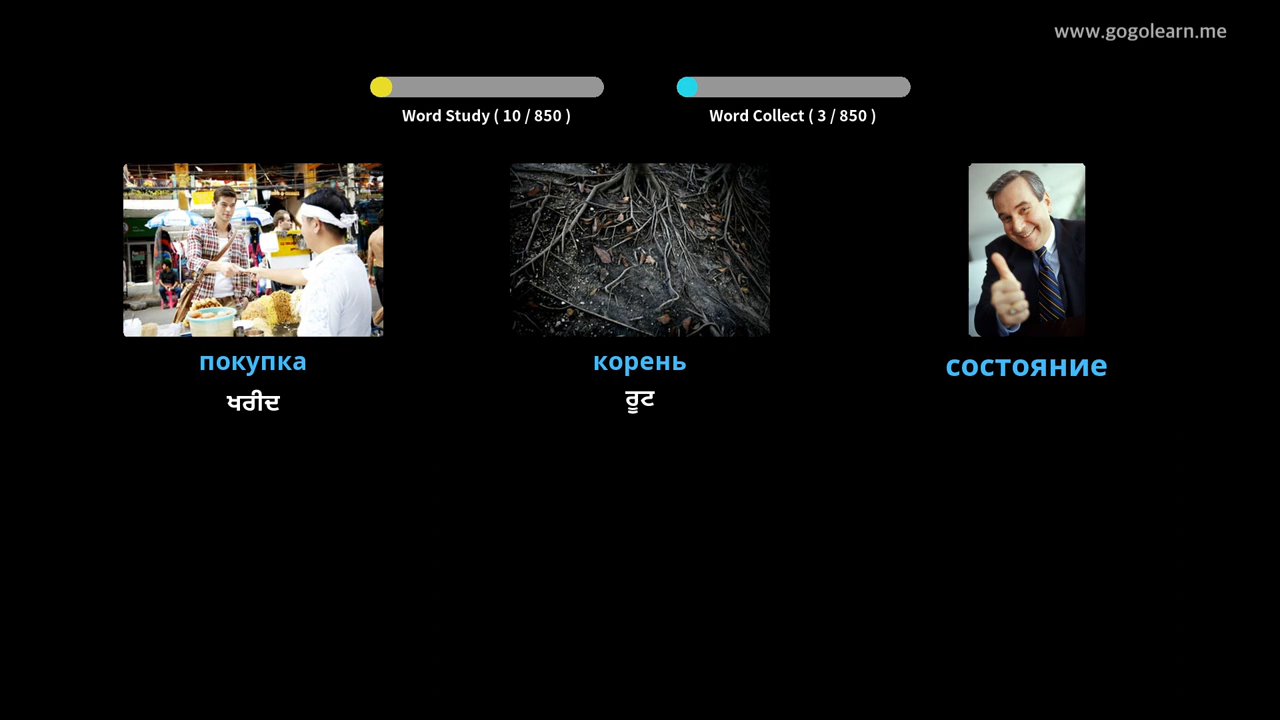 www.gogolearn.me
Word Study ( 10 / 850 )
Word Collect ( 3 / 850 )
покупка
ਖਰੀਦ
корень
ਰੂਟ
состояние